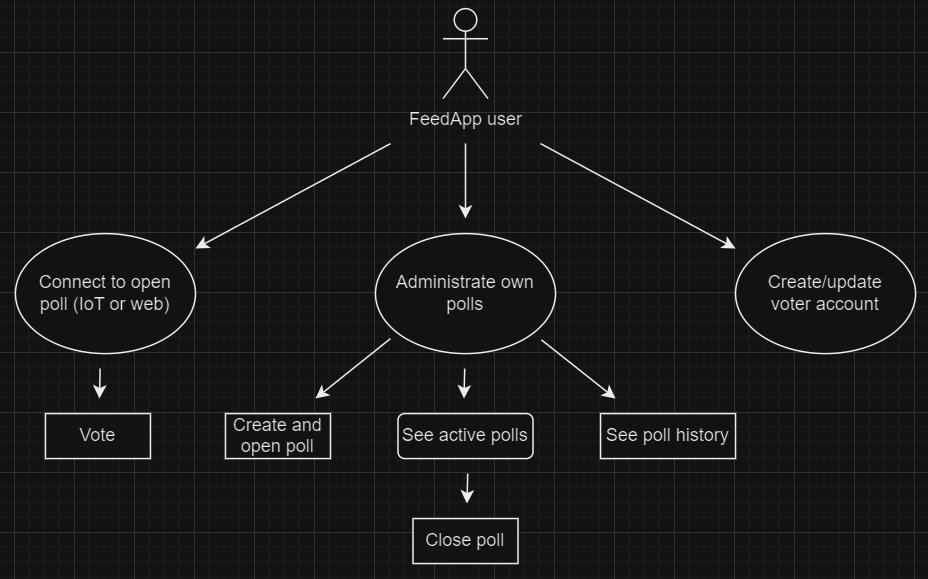 FeedApp user
Connect to open
poll (IoT or web)
Administrate own
polls
Create/update
voter account
Vote
Create and
open poll
See active polls
See poll history
Close poll